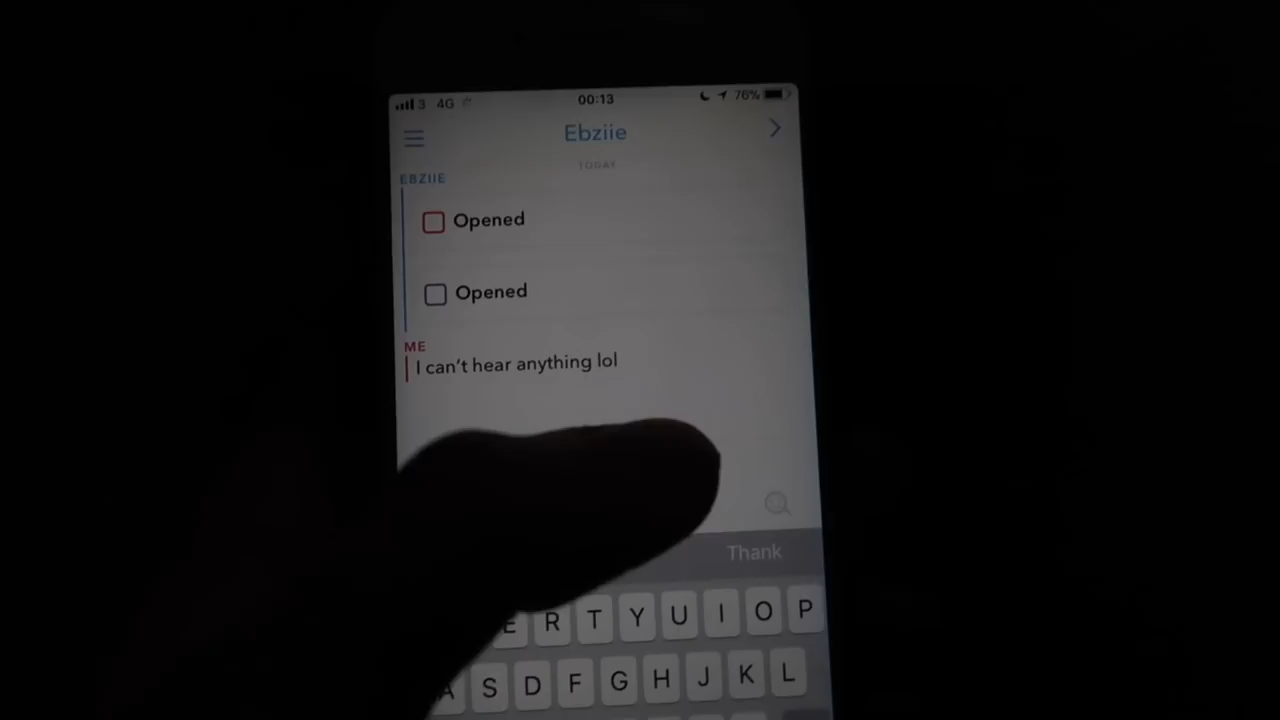 3 4G 00:13 76%
Ebziie
TODAY
EBZIIE
Opened
Opened
ME
I can't hear anything lol
Thank
E R T Y U I O P
A S D F G H J K L